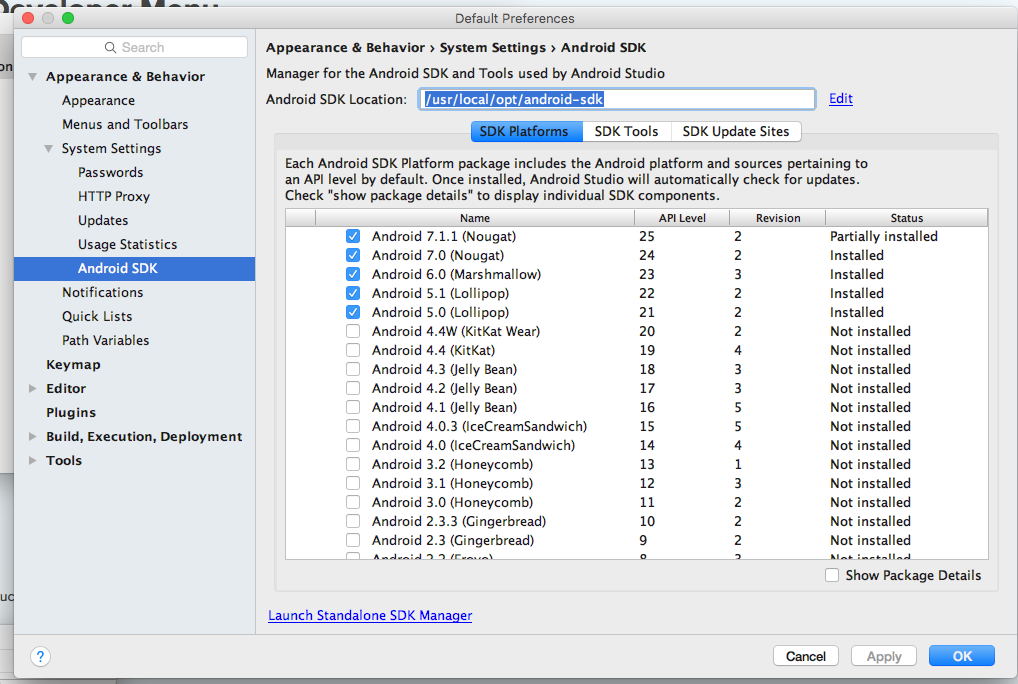 Developer Menu
Default Preferences
Search
Appearance & Behavior
Appearance
Menus and Toolbars
System Settings
Passwords
HTTP Proxy
Updates
Usage Statistics
Android SDK
Notifications
Quick Lists
Path Variables
Keymap
Editor
Plugins
Build, Execution, Deployment
Tools
Appearance & Behavior › System Settings › Android SDK
Manager for the Android SDK and Tools used by Android Studio
Android SDK Location: /usr/local/opt/android-sdk Edit
SDK Platforms SDK Tools SDK Update Sites
Each Android SDK Platform package includes the Android platform and sources pertaining to
an API level by default. Once installed, Android Studio will automatically check for updates.
Check "show package details" to display individual SDK components.
Name API Level Revision Status
Android 7.1.1 (Nougat) 25 2 Partially installed
Android 7.0 (Nougat) 24 2 Installed
Android 6.0 (Marshmallow) 23 3 Installed
Android 5.1 (Lollipop) 22 2 Installed
Android 5.0 (Lollipop) 21 2 Installed
Android 4.4W (KitKat Wear) 20 2 Not installed
Android 4.4 (KitKat) 19 4 Not installed
Android 4.3 (Jelly Bean) 18 3 Not installed
Android 4.2 (Jelly Bean) 17 3 Not installed
Android 4.1 (Jelly Bean) 16 5 Not installed
Android 4.0.3 (IceCreamSandwich) 15 5 Not installed
Android 4.0 (IceCreamSandwich) 14 4 Not installed
Android 3.2 (Honeycomb) 13 1 Not installed
Android 3.1 (Honeycomb) 12 3 Not installed
Android 3.0 (Honeycomb) 11 2 Not installed
Android 2.3.3 (Gingerbread) 10 2 Not installed
Android 2.3 (Gingerbread) 9 2 Not installed
Android 2.2 (Froyo) 8 3 Not installed
Show Package Details
Launch Standalone SDK Manager
? Cancel Apply OK